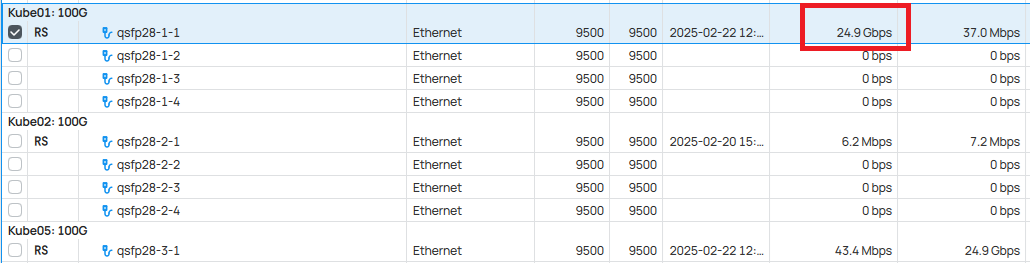 Kube01: 100G
RS qsfp28-1-1 Ethernet 9500 9500 2025-02-22 12:... 24.9 Gbps 37.0 Mbps
qsfp28-1-2 Ethernet 9500 9500 0 bps 0 bps
qsfp28-1-3 Ethernet 9500 9500 0 bps 0 bps
qsfp28-1-4 Ethernet 9500 9500 0 bps 0 bps
Kube02: 100G
RS qsfp28-2-1 Ethernet 9500 9500 2025-02-20 15:... 6.2 Mbps 7.2 Mbps
qsfp28-2-2 Ethernet 9500 9500 0 bps 0 bps
qsfp28-2-3 Ethernet 9500 9500 0 bps 0 bps
qsfp28-2-4 Ethernet 9500 9500 0 bps 0 bps
Kube05: 100G
RS qsfp28-3-1 Ethernet 9500 9500 2025-02-22 12:... 43.4 Mbps 24.9 Gbps